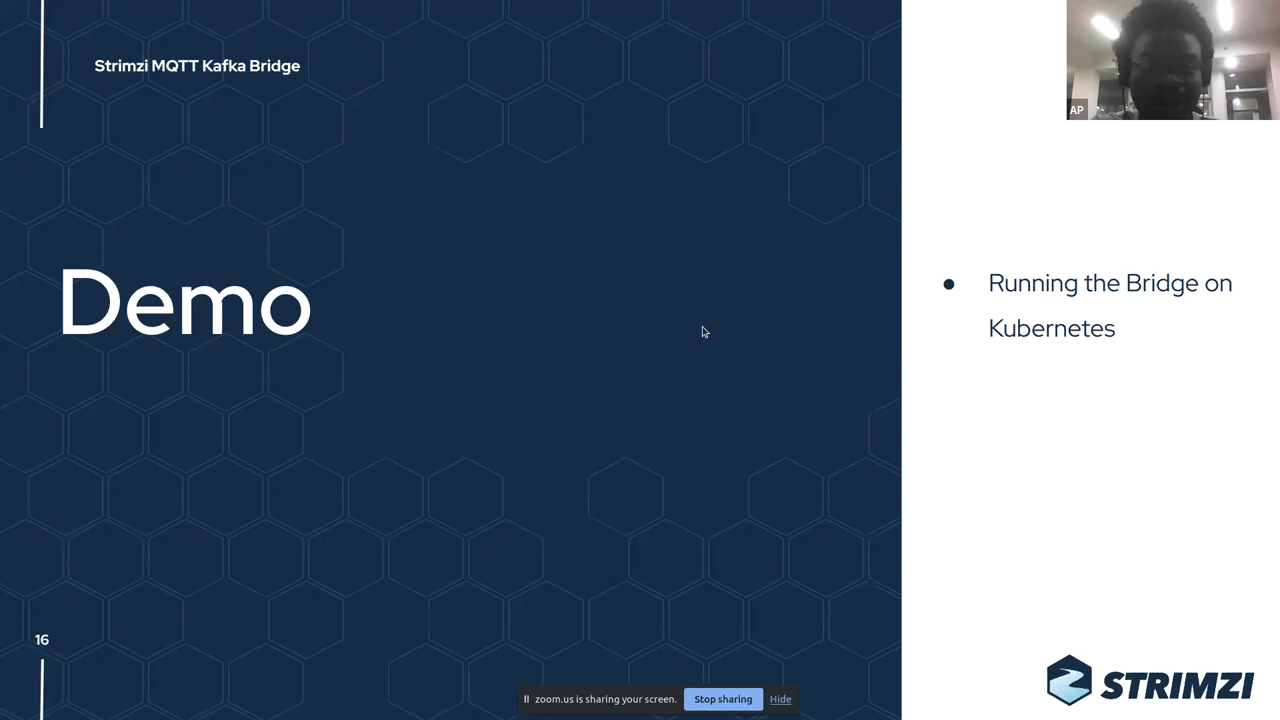 Strimzi MQTT Kafka Bridge
AP
Demo
● Running the Bridge on
Kubernetes
16
zoom.us is sharing your screen. Stop sharing Hide
STRIMZI